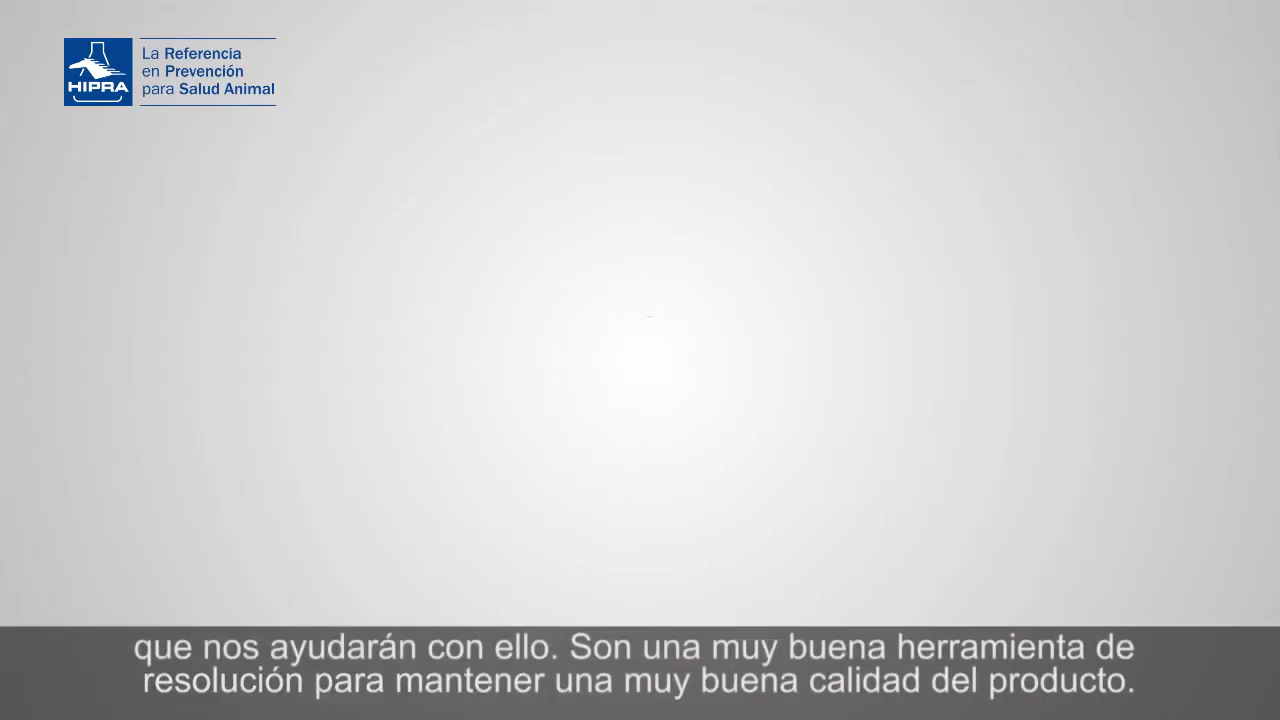 HIPRA
La Referencia
en Prevención
para Salud Animal
que nos ayudarán con ello. Son una muy buena herramienta de
resolución para mantener una muy buena calidad del producto.